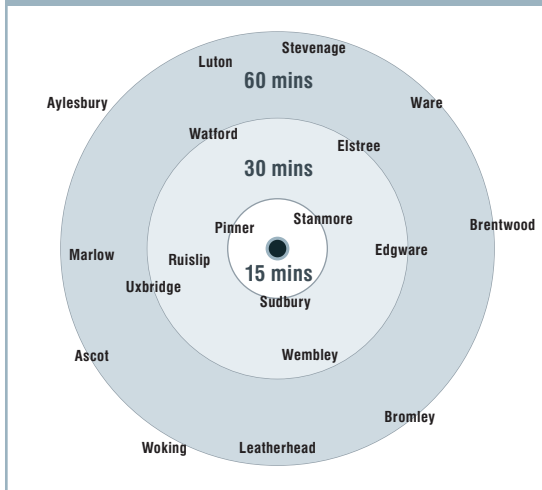 Stevenage
Luton
60 mins
Aylesbury
Ware
Watford
Elstree
30 mins
Stanmore
Pinner
Brentwood
Edgware
Marlow
Ruislip
15 mins
Uxbridge
Sudbury
Wembley
Ascot
Bromley
Woking
Leatherhead